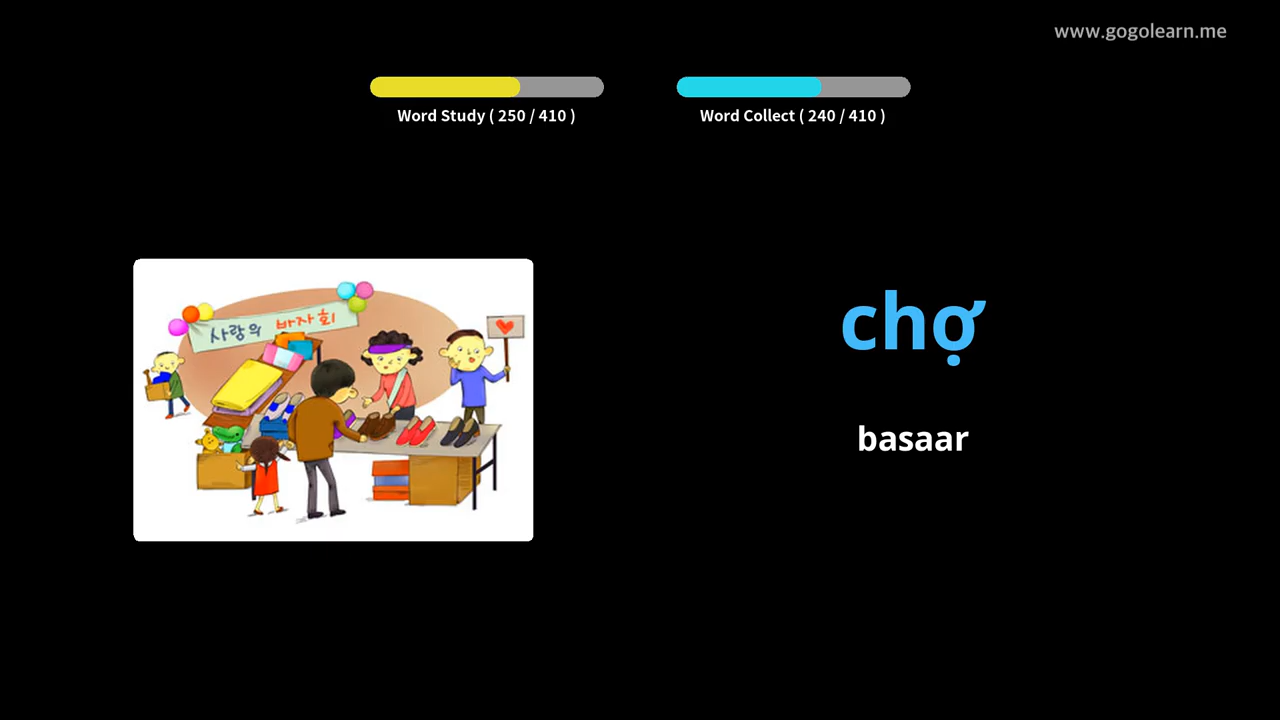 www.gogolearn.me
Word Study ( 250 / 410 )
Word Collect ( 240 / 410 )
사랑의 바자회
chợ
basaar